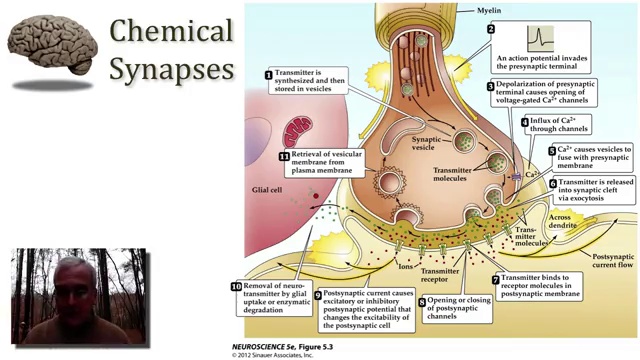 Chemical
Synapses
Myelin
2
An action potential invades
the presynaptic terminal
1
Transmitter is
synthesized and then
stored in vesicles
3
Depolarization of presynaptic
terminal causes opening of
voltage-gated Ca2+ channels
4
Influx of Ca2+
through channels
Synaptic
vesicle
5
Ca2+ causes vesicles to
fuse with presynaptic
membrane
11
Retrieval of vesicular
membrane from
plasma membrane
Transmitter
molecules
Ca2+
6
Transmitter is released
into synaptic cleft
via exocytosis
Glial cell
Across
dendrite
Trans-
mitter
molecules
Postsynaptic
current flow
Ions
Transmitter
receptor
7
Transmitter binds to
receptor molecules in
postsynaptic membrane
10
Removal of neuro-
transmitter by glial
uptake or enzymatic
degradation
9
Postsynaptic current causes
excitatory or inhibitory
postsynaptic potential that
changes the excitability of
the postsynaptic cell
8
Opening or closing
of postsynaptic
channels
NEUROSCIENCE 5e, Figure 5.3
© 2012 Sinauer Associates, Inc.